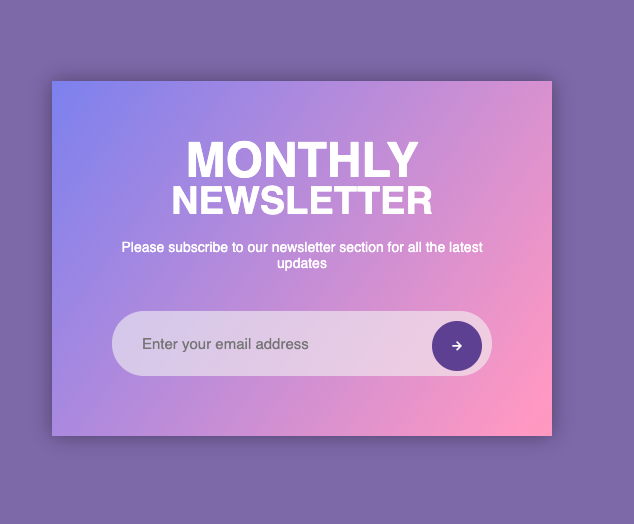 MONTHLY
NEWSLETTER
Please subscribe to our newsletter section for all the latest
updates
Enter your email address